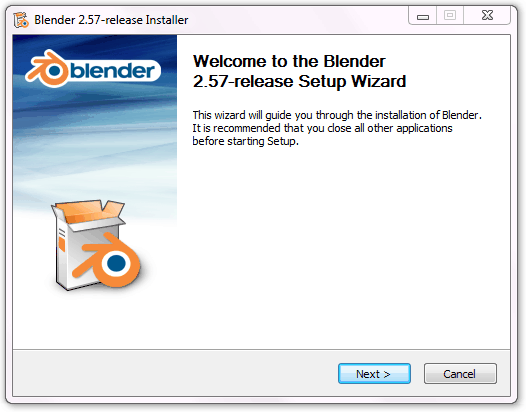 Blender 2.57-release Installer
blender
Welcome to the Blender
2.57-release Setup Wizard
This wizard will guide you through the installation of Blender.
It is recommended that you close all other applications
before starting Setup.
Next >
Cancel